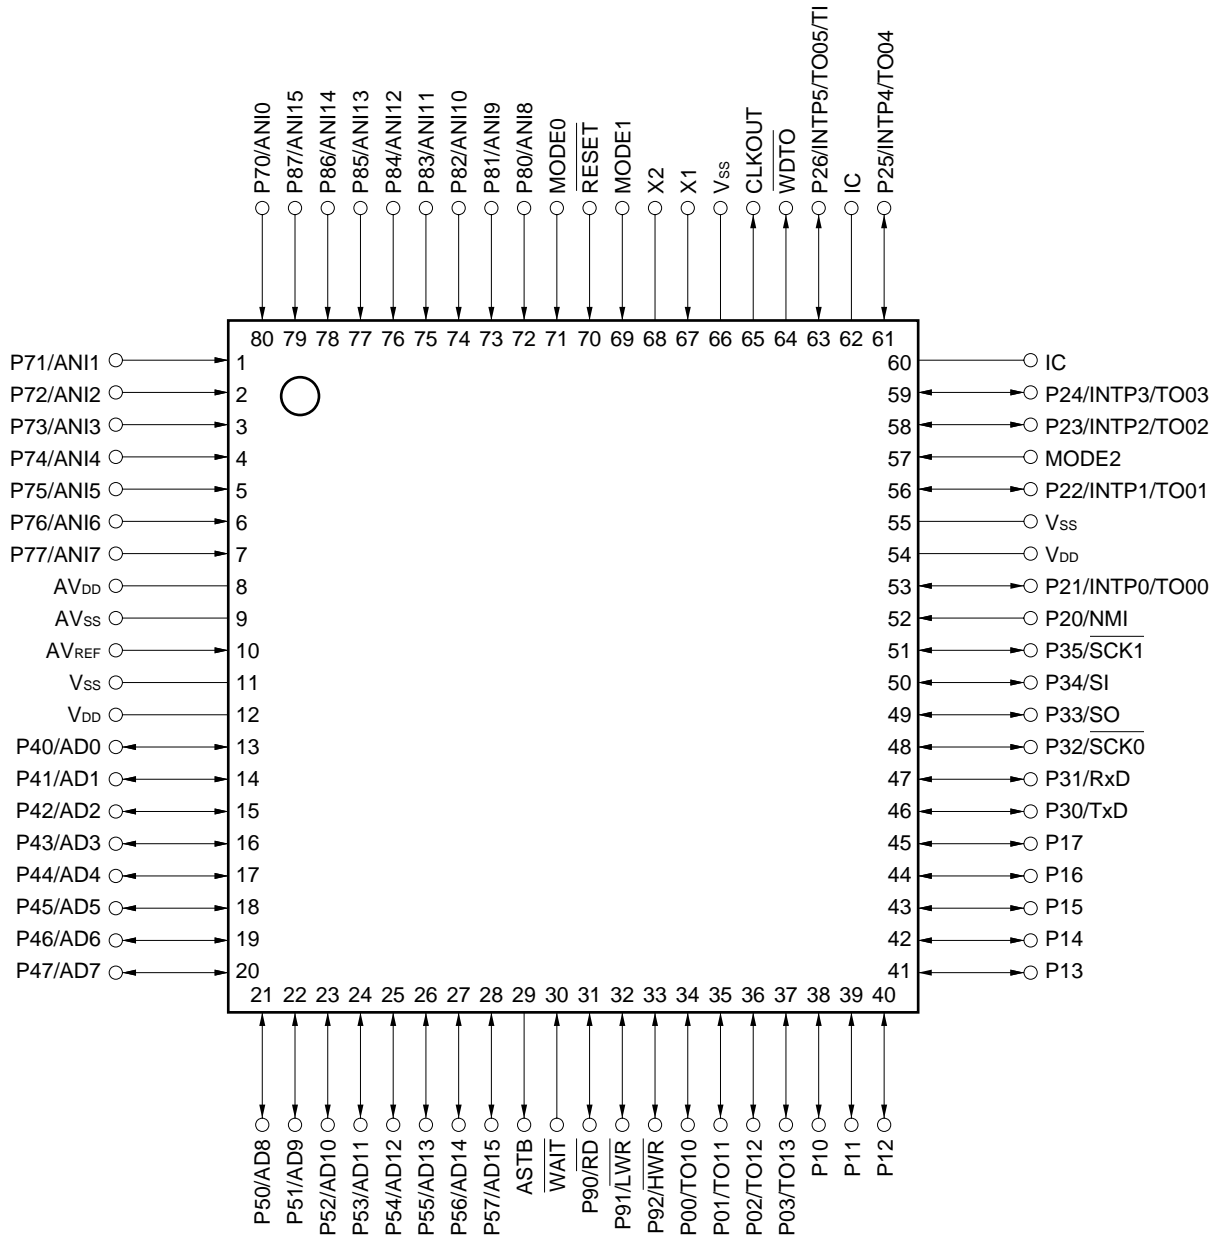 P70/ANI0
P87/ANI15
P86/ANI14
P85/ANI13
P84/ANI12
P83/ANI11
P82/ANI10
P81/ANI9
P80/ANI8
MODE0
RESET
MODE1
X2
X1
VSS
CLKOUT
WDTO
P26/INTP5/TO05/TI
IC
P25/INTP4/TO04
80 79 78 77 76 75 74 73 72 71 70 69 68 67 66 65 64 63 62 61
P71/ANI1 1
P72/ANI2 2
P73/ANI3 3
P74/ANI4 4
P75/ANI5 5
P76/ANI6 6
P77/ANI7 7
AVDD 8
AVSS 9
AVREF 10
VSS 11
VDD 12
P40/AD0 13
P41/AD1 14
P42/AD2 15
P43/AD3 16
P44/AD4 17
P45/AD5 18
P46/AD6 19
P47/AD7 20
60 IC
59 P24/INTP3/TO03
58 P23/INTP2/TO02
57 MODE2
56 P22/INTP1/TO01
55 VSS
54 VDD
53 P21/INTP0/TO00
52 P20/NMI
51 P35/SCK1
50 P34/SI
49 P33/SO
48 P32/SCK0
47 P31/RxD
46 P30/TxD
45 P17
44 P16
43 P15
42 P14
41 P13
21 22 23 24 25 26 27 28 29 30 31 32 33 34 35 36 37 38 39 40
P50/AD8
P51/AD9
P52/AD10
P53/AD11
P54/AD12
P55/AD13
P56/AD14
P57/AD15
ASTB
WAIT
P90/RD
P91/LWR
P92/HWR
P00/TO10
P01/TO11
P02/TO12
P03/TO13
P10
P11
P12